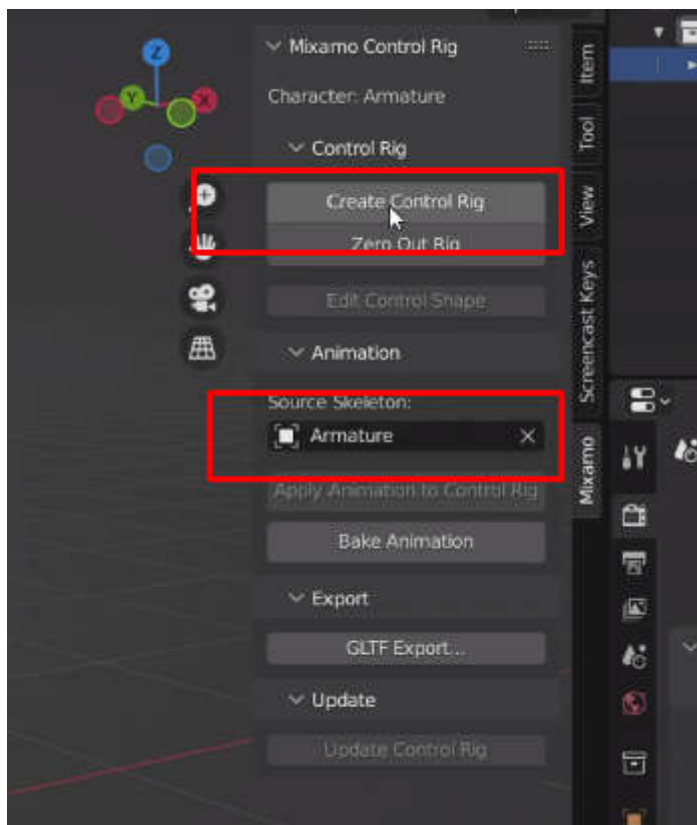 Mixamo Control Rig
Character: Armature
Control Rig
Create Control Rig
Zero Out Rig
Edit Control Shape
Animation
Source Skeleton:
Armature
Apply Animation to Control Rig
Bake Animation
Export
GLTF Export...
Update
Update Control Rig
Item
Tool
View
Screencast Keys
Mixamo
Z
Y
X